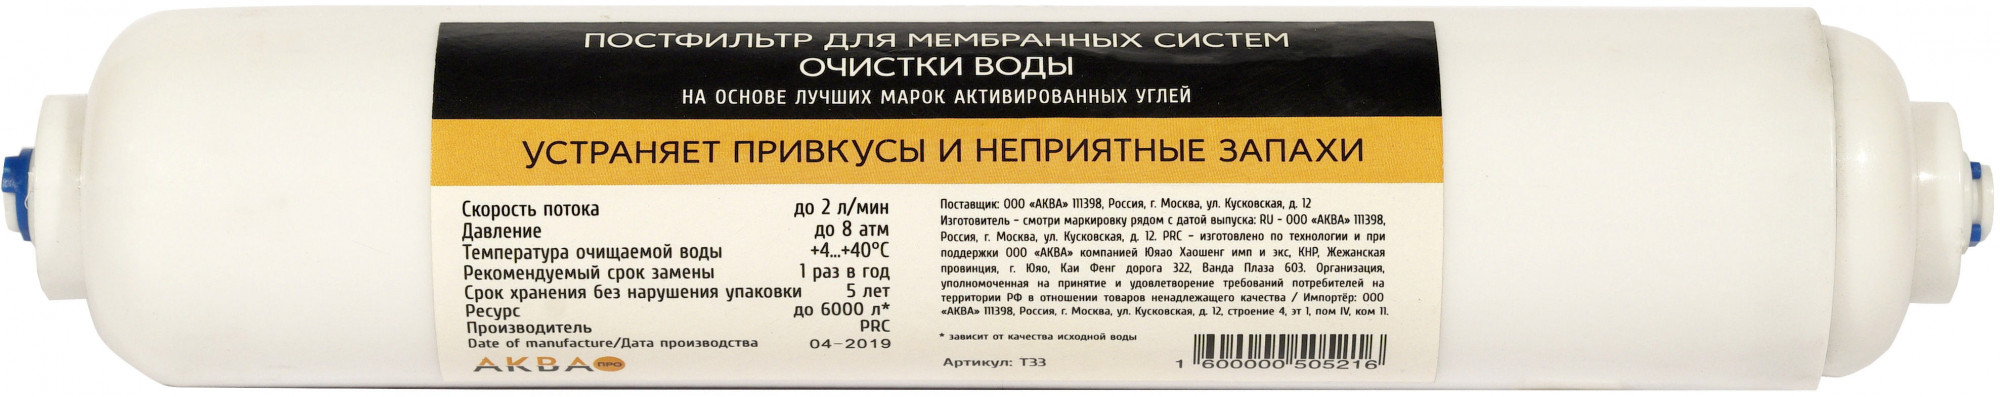 ПОСТФИЛЬТР ДЛЯ МЕМБРАННЫХ СИСТЕМ
ОЧИСТКИ ВОДЫ
НА ОСНОВЕ ЛУЧШИХ МАРОК АКТИВИРОВАННЫХ УГЛЕЙ
УСТРАНЯЕТ ПРИВКУСЫ И НЕПРИЯТНЫЕ ЗАПАХИ
Скорость потока до 2 л/мин
Давление до 8 атм
Температура очищаемой воды +4...+40°C
Рекомендуемый срок замены 1 раз в год
Срок хранения без нарушения упаковки 5 лет
Ресурс до 6000 л*
Производитель PRC
Date of manufacture/Дата производства 04-2019
АКВА ПРО
Поставщик: ООО «АКВА» 111398, Россия, г. Москва, ул. Кусковская, д. 12
Изготовитель - смотри маркировку рядом с датой выпуска: RU - ООО «АКВА» 111398,
Россия, г. Москва, ул. Кусковская, д. 12. PRC - изготовлено по технологии и при
поддержки ООО «АКВА» компанией Юяао Хаошенг имп и экс, КНР, Жежанская
провинция, г. Юяо, Каи Фенг дорога 322, Ванда Плаза 603. Организация,
уполномоченная на принятие и удовлетворение требований потребителей на
территории РФ в отношении товаров ненадлежащего качества / Импортёр: ООО
«АКВА» 111398, Россия, г. Москва, ул. Кусковская, д. 12, строение 4, эт 1, пом IV, ком 11.
* зависит от качества исходной воды
Артикул: Т33
1 600000 505216